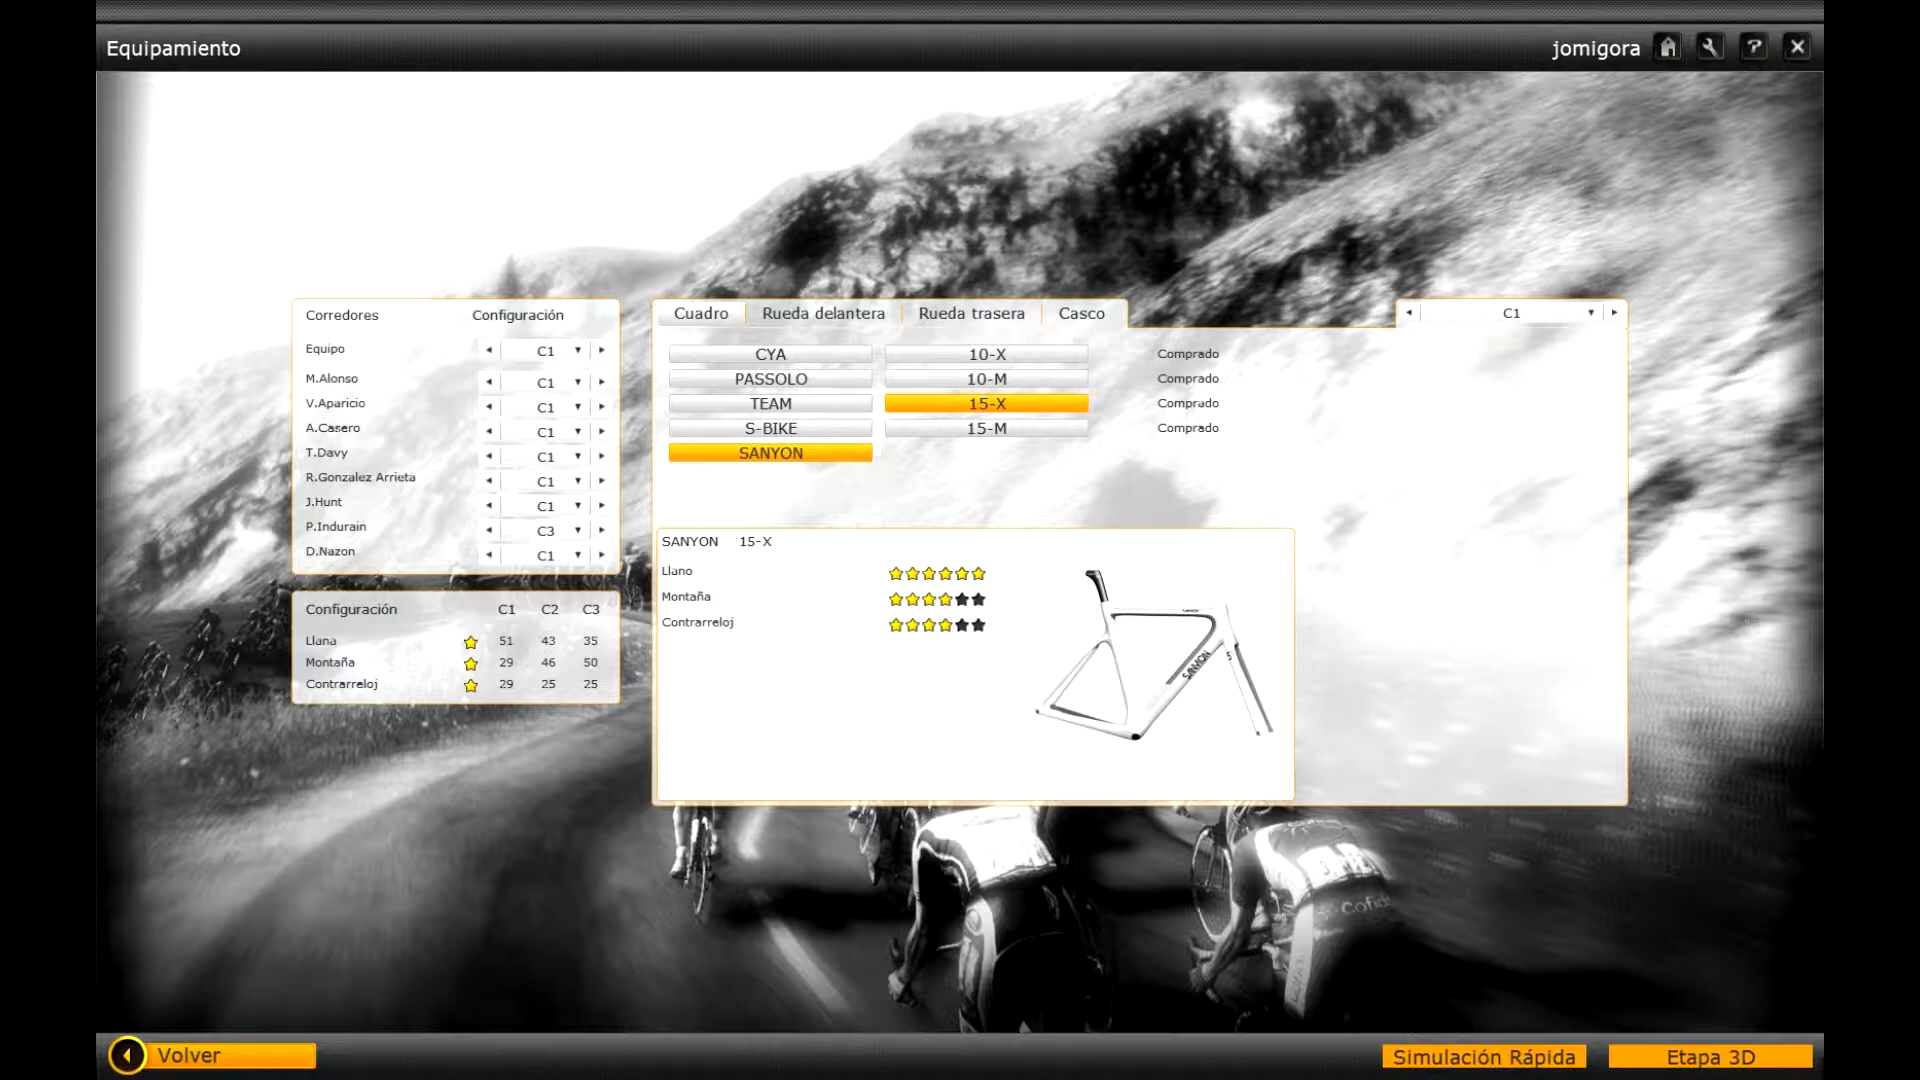 Equipamiento
jomigora
Corredores Configuración
Equipo C1
M.Alonso C1
V.Aparicio C1
A.Casero C1
T.Davy C1
R.Gonzalez Arrieta C1
J.Hunt C1
P.Indurain C3
D.Nazon C1
Configuración C1 C2 C3
Llana 51 43 35
Montaña 29 46 50
Contrarreloj 29 25 25
Cuadro Rueda delantera Rueda trasera Casco
C1
CYA 10-X Comprado
PASSOLO 10-M Comprado
TEAM 15-X Comprado
S-BIKE 15-M Comprado
SANYON
SANYON 15-X
Llano
Montaña
Contrarreloj
SANYON
Cofidis
Volver
Simulación Rápida
Etapa 3D